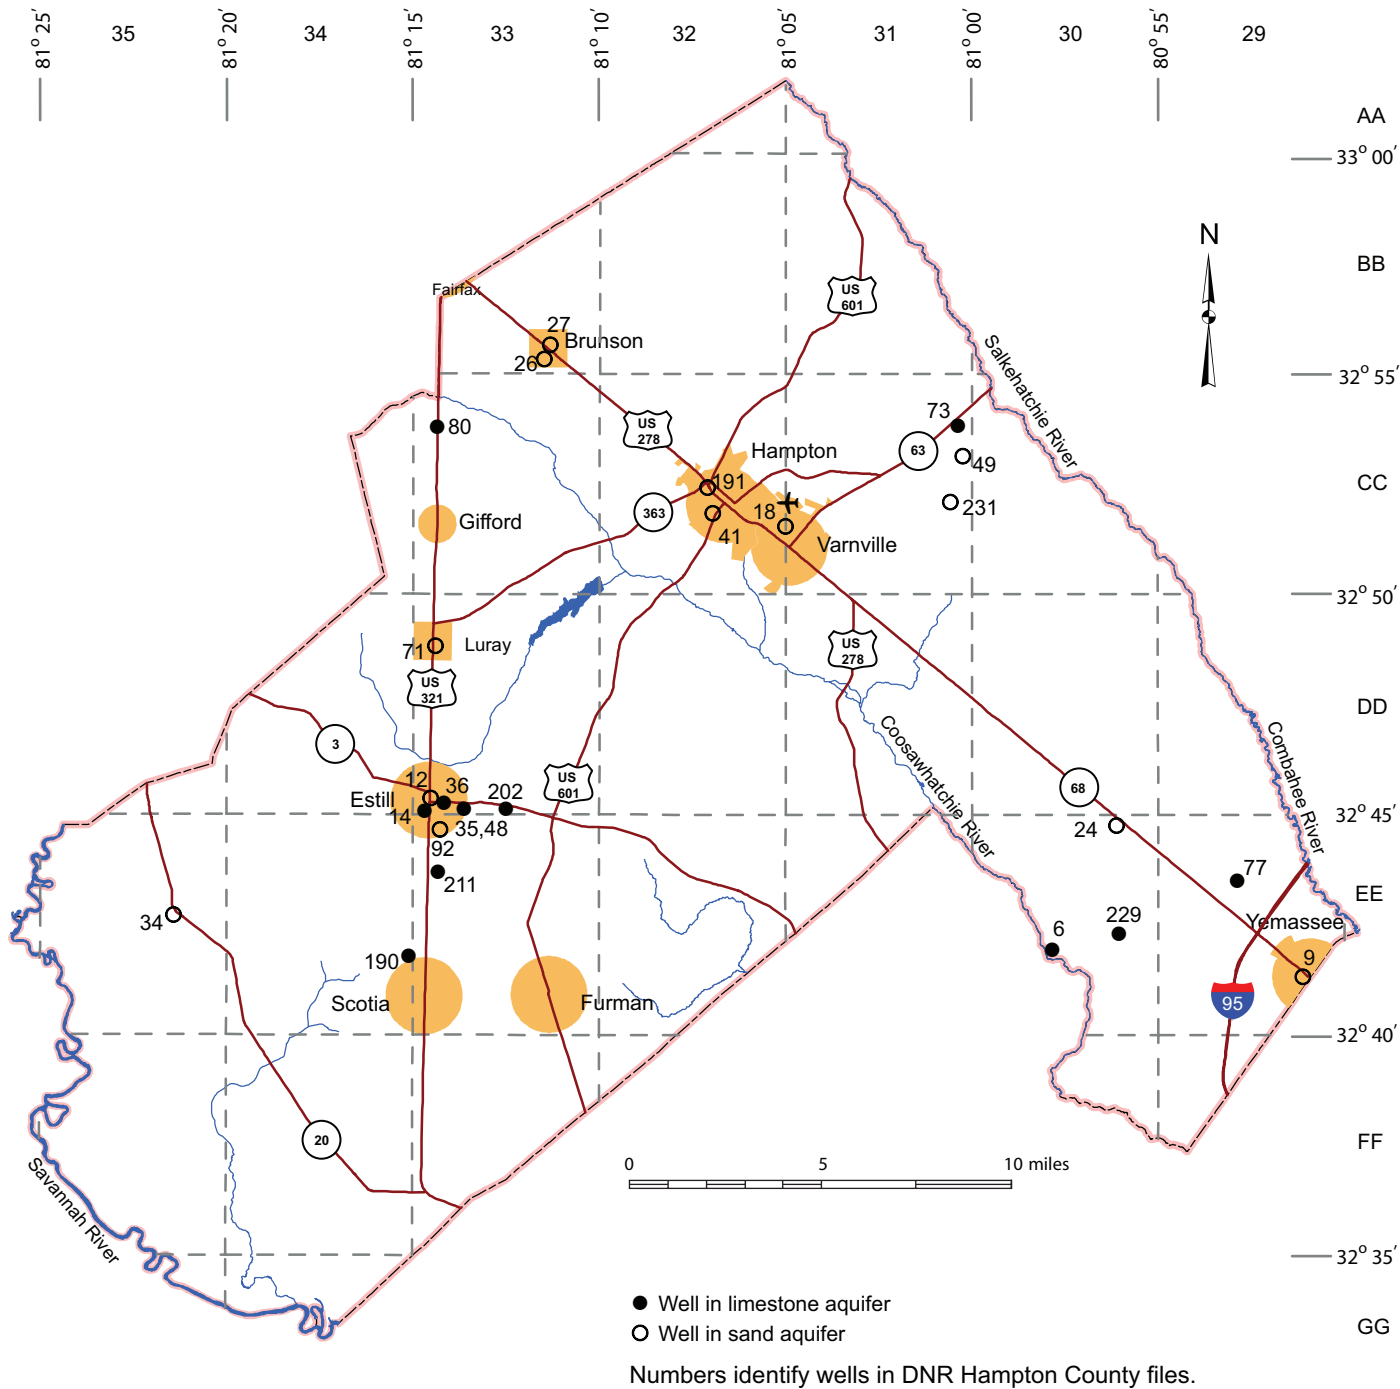 81° 25'
35
81° 20'
34
81° 15'
33
81° 10'
32
81° 05'
31
81° 00'
30
80° 55'
29
AA
33° 00'
N
BB
Fairfax
US 601
27
Brunson
26
Salkehatchie River
32° 55'
73
80
US 278
Hampton
63
49
191
CC
363
18
231
Gifford
41
Varnville
32° 50'
71
Luray
US 278
US 321
DD
3
Coosawhatchie River
Combahee River
12
36
202
US 601
68
Estill
14
35,48
24
32° 45'
92
211
77
EE
34
229
Yemassee
6
190
9
Scotia
Furman
95
32° 40'
20
FF
Savannah River
0 5 10 miles
32° 35'
Well in limestone aquifer
Well in sand aquifer
GG
Numbers identify wells in DNR Hampton County files.